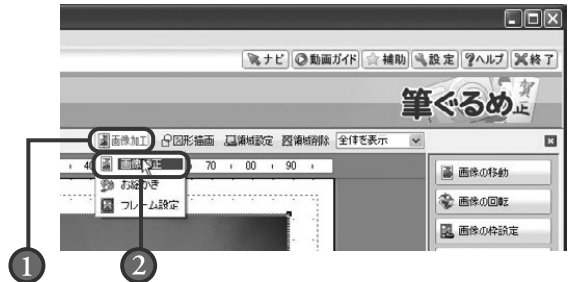 ナビ 動画ガイド 補助 設定 ?ヘルプ 終了
筆ぐるめ 賀正
画像加工 図形描画 領域設定 領域削除 全体を表示
70 00 90
画像の移動
お絵かき
画像の回転
フレーム設定
画像の枠設定
1 2